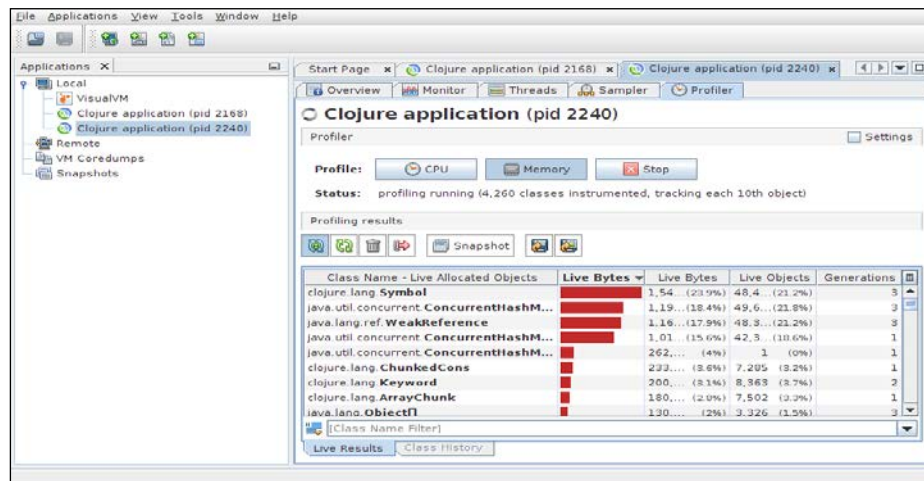 File Applications View Tools Window Help
Applications
Local
VisualVM
Clojure application (pid 2168)
Clojure application (pid 2240)
Remote
VM Coredumps
Snapshots
Start Page Clojure application (pid 2168) Clojure application (pid 2240)
Overview Monitor Threads Sampler Profiler
Clojure application (pid 2240)
Profiler Settings
Profile: CPU Memory Stop
Status: profiling running (4,260 classes instrumented, tracking each 10th object)
Profiling results
Snapshot
Class Name - Live Allocated Objects Live Bytes Live Bytes Live Objects Generations
clojure.lang.Symbol 1,54... (23.9%) 48,4... (21.2%) 3
java.util.concurrent.ConcurrentHashM... 1,19... (18.4%) 49,6... (21.8%) 3
java.lang.ref.WeakReference 1,16... (17.9%) 48,3... (21.2%) 3
java.util.concurrent.ConcurrentHashM... 1,01... (15.6%) 42,3... (18.6%) 1
java.util.concurrent.ConcurrentHashM... 262,... (4%) 1 (0%) 1
clojure.lang.ChunkedCons 233,... (3.6%) 7,285 (3.2%) 1
clojure.lang.Keyword 200,... (3.1%) 8,363 (3.7%) 2
clojure.lang.ArrayChunk 180,... (2.8%) 7,502 (3.3%) 1
java.lang.Object[] 130,... (2%) 3,326 (1.5%) 3
[Class Name Filter]
Live Results Class History